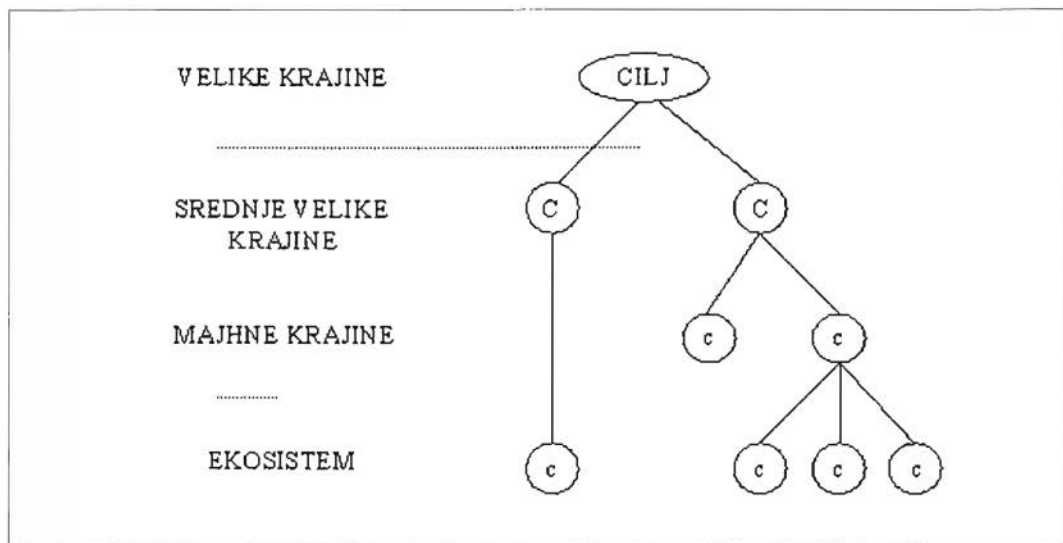 VELIKE KRAJINE
CILJ
SREDNJE VELIKE
KRAJINE
C
C
MAJHNE KRAJINE
c
c
EKOSISTEM
c
c
c
c